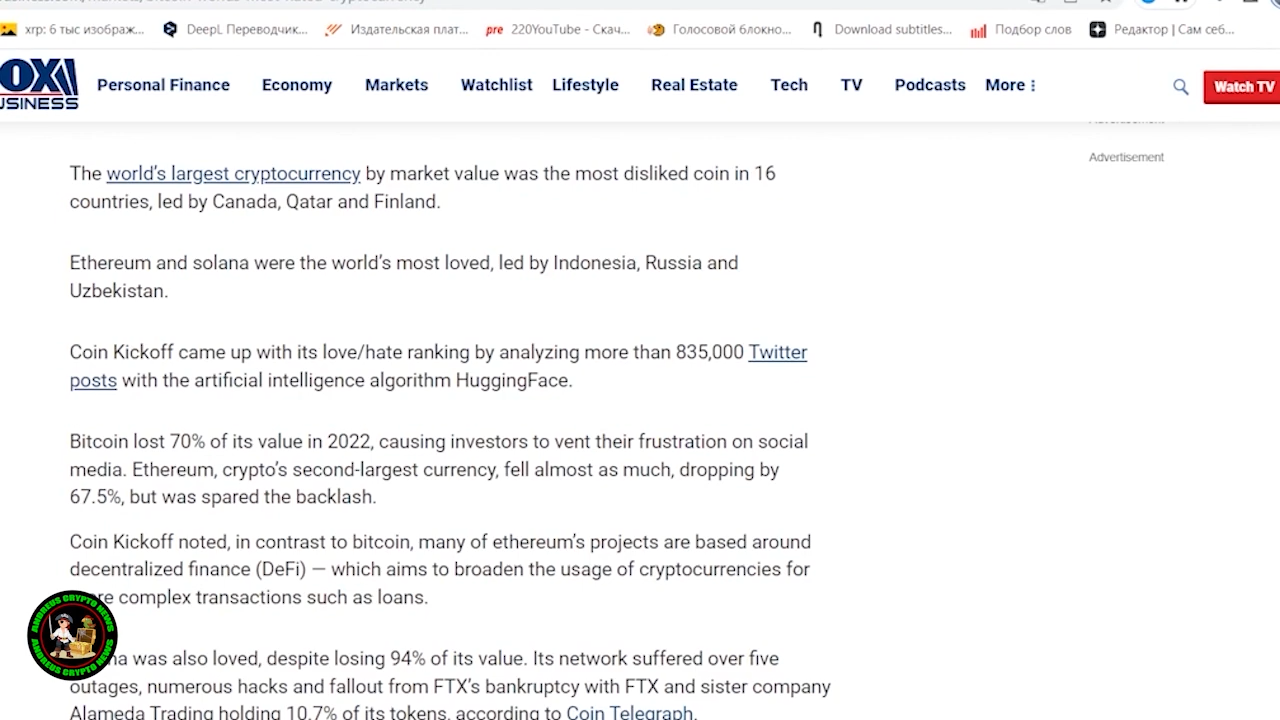 хгр: 6 тыс изображ...
DeepL Переводчик...
Издательская плат...
pre 220YouTube - Скач...
Голосовой блокно...
Download subtitles...
Подбор слов
Редактор | Сам себ...
OX
USINESS
Personal Finance
Economy
Markets
Watchlist
Lifestyle
Real Estate
Tech
TV
Podcasts
More
Watch TV
Advertisement
The world's largest cryptocurrency by market value was the most disliked coin in 16
countries, led by Canada, Qatar and Finland.
Ethereum and solana were the world's most loved, led by Indonesia, Russia and
Uzbekistan.
Coin Kickoff came up with its love/hate ranking by analyzing more than 835,000 Twitter
posts with the artificial intelligence algorithm HuggingFace.
Bitcoin lost 70% of its value in 2022, causing investors to vent their frustration on social
media. Ethereum, crypto's second-largest currency, fell almost as much, dropping by
67.5%, but was spared the backlash.
Coin Kickoff noted, in contrast to bitcoin, many of ethereum's projects are based around
decentralized finance (DeFi) — which aims to broaden the usage of cryptocurrencies for
complex transactions such as loans.
was also loved, despite losing 94% of its value. Its network suffered over five
outages, numerous hacks and fallout from FTX's bankruptcy with FTX and sister company
Alameda Trading holding 10.7% of its tokens, according to Coin Telegraph.
ANDREUS CRYPTO NEWS
ANDREUS CRYPTO NEWS